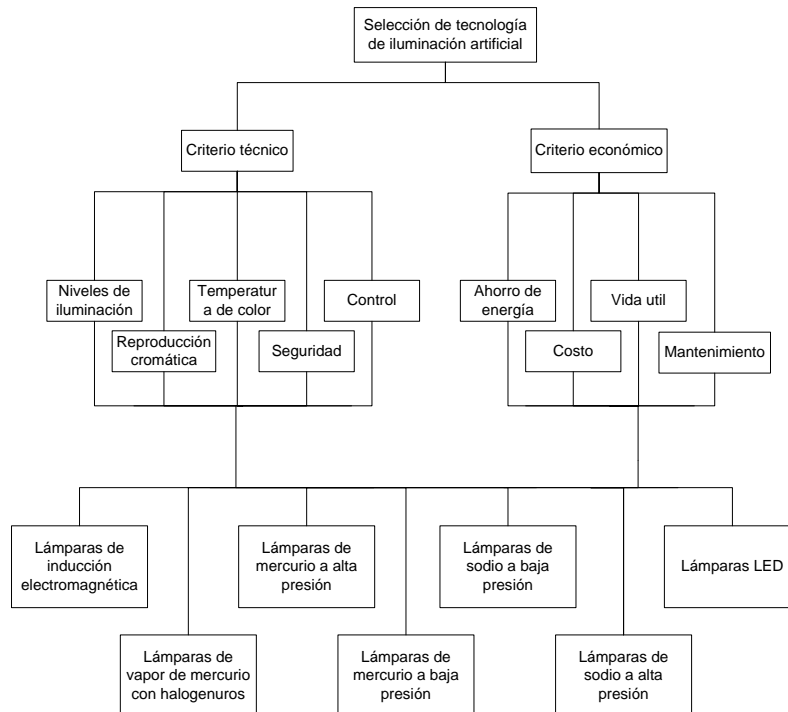 Selección de tecnología
de iluminación artificial
Criterio técnico
Criterio económico
Niveles de
iluminación
Reproducción
cromática
Temperatur
a de color
Seguridad
Control
Ahorro de
energía
Costo
Vida util
Mantenimiento
Lámparas de
inducción
electromagnética
Lámparas de
vapor de mercurio
con halogenuros
Lámparas de
mercurio a alta
presión
Lámparas de
mercurio a baja
presión
Lámparas de
sodio a baja
presión
Lámparas de
sodio a alta
presión
Lámparas LED